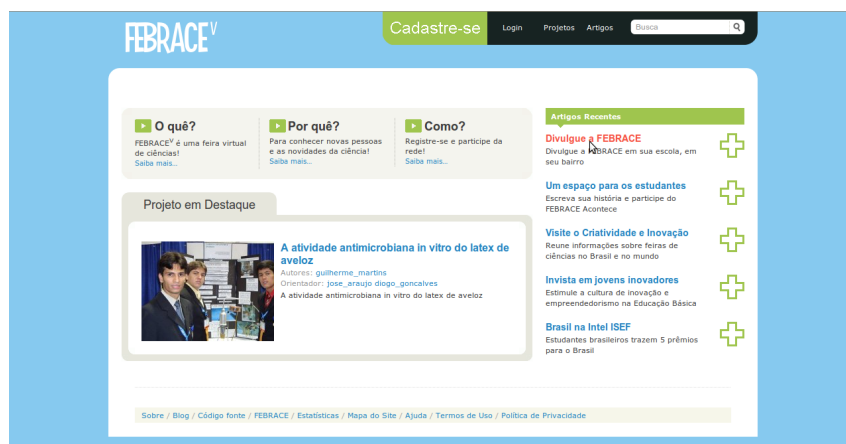 FEBRACE V
Cadastre-se
Login Projetos Artigos Busca
O quê?
FEBRACEV é uma feira virtual
de ciências!
Saiba mais...
Por quê?
Para conhecer novas pessoas
e as novidades da ciência!
Saiba mais...
Como?
Registre-se e participe da
rede!
Saiba mais...
Projeto em Destaque
A atividade antimicrobiana in vitro do latex de
aveloz
Autores: guilherme_martins
Orientador: jose_araujo diogo_goncalves
A atividade antimicrobiana in vitro do latex de aveloz
Artigos Recentes
Divulgue a FEBRACE
Divulgue a FEBRACE em sua escola, em
seu bairro
Um espaço para os estudantes
Escreva sua história e participe do
FEBRACE Acontece
Visite o Criatividade e Inovação
Reune informações sobre feiras de
ciências no Brasil e no mundo
Invista em jovens inovadores
Estimule a cultura de inovação e
empreendedorismo na Educação Básica
Brasil na Intel ISEF
Estudantes brasileiros trazem 5 prêmios
para o Brasil
Sobre / Blog / Código fonte / FEBRACE / Estatísticas / Mapa do Site / Ajuda / Termos de Uso / Política de Privacidade